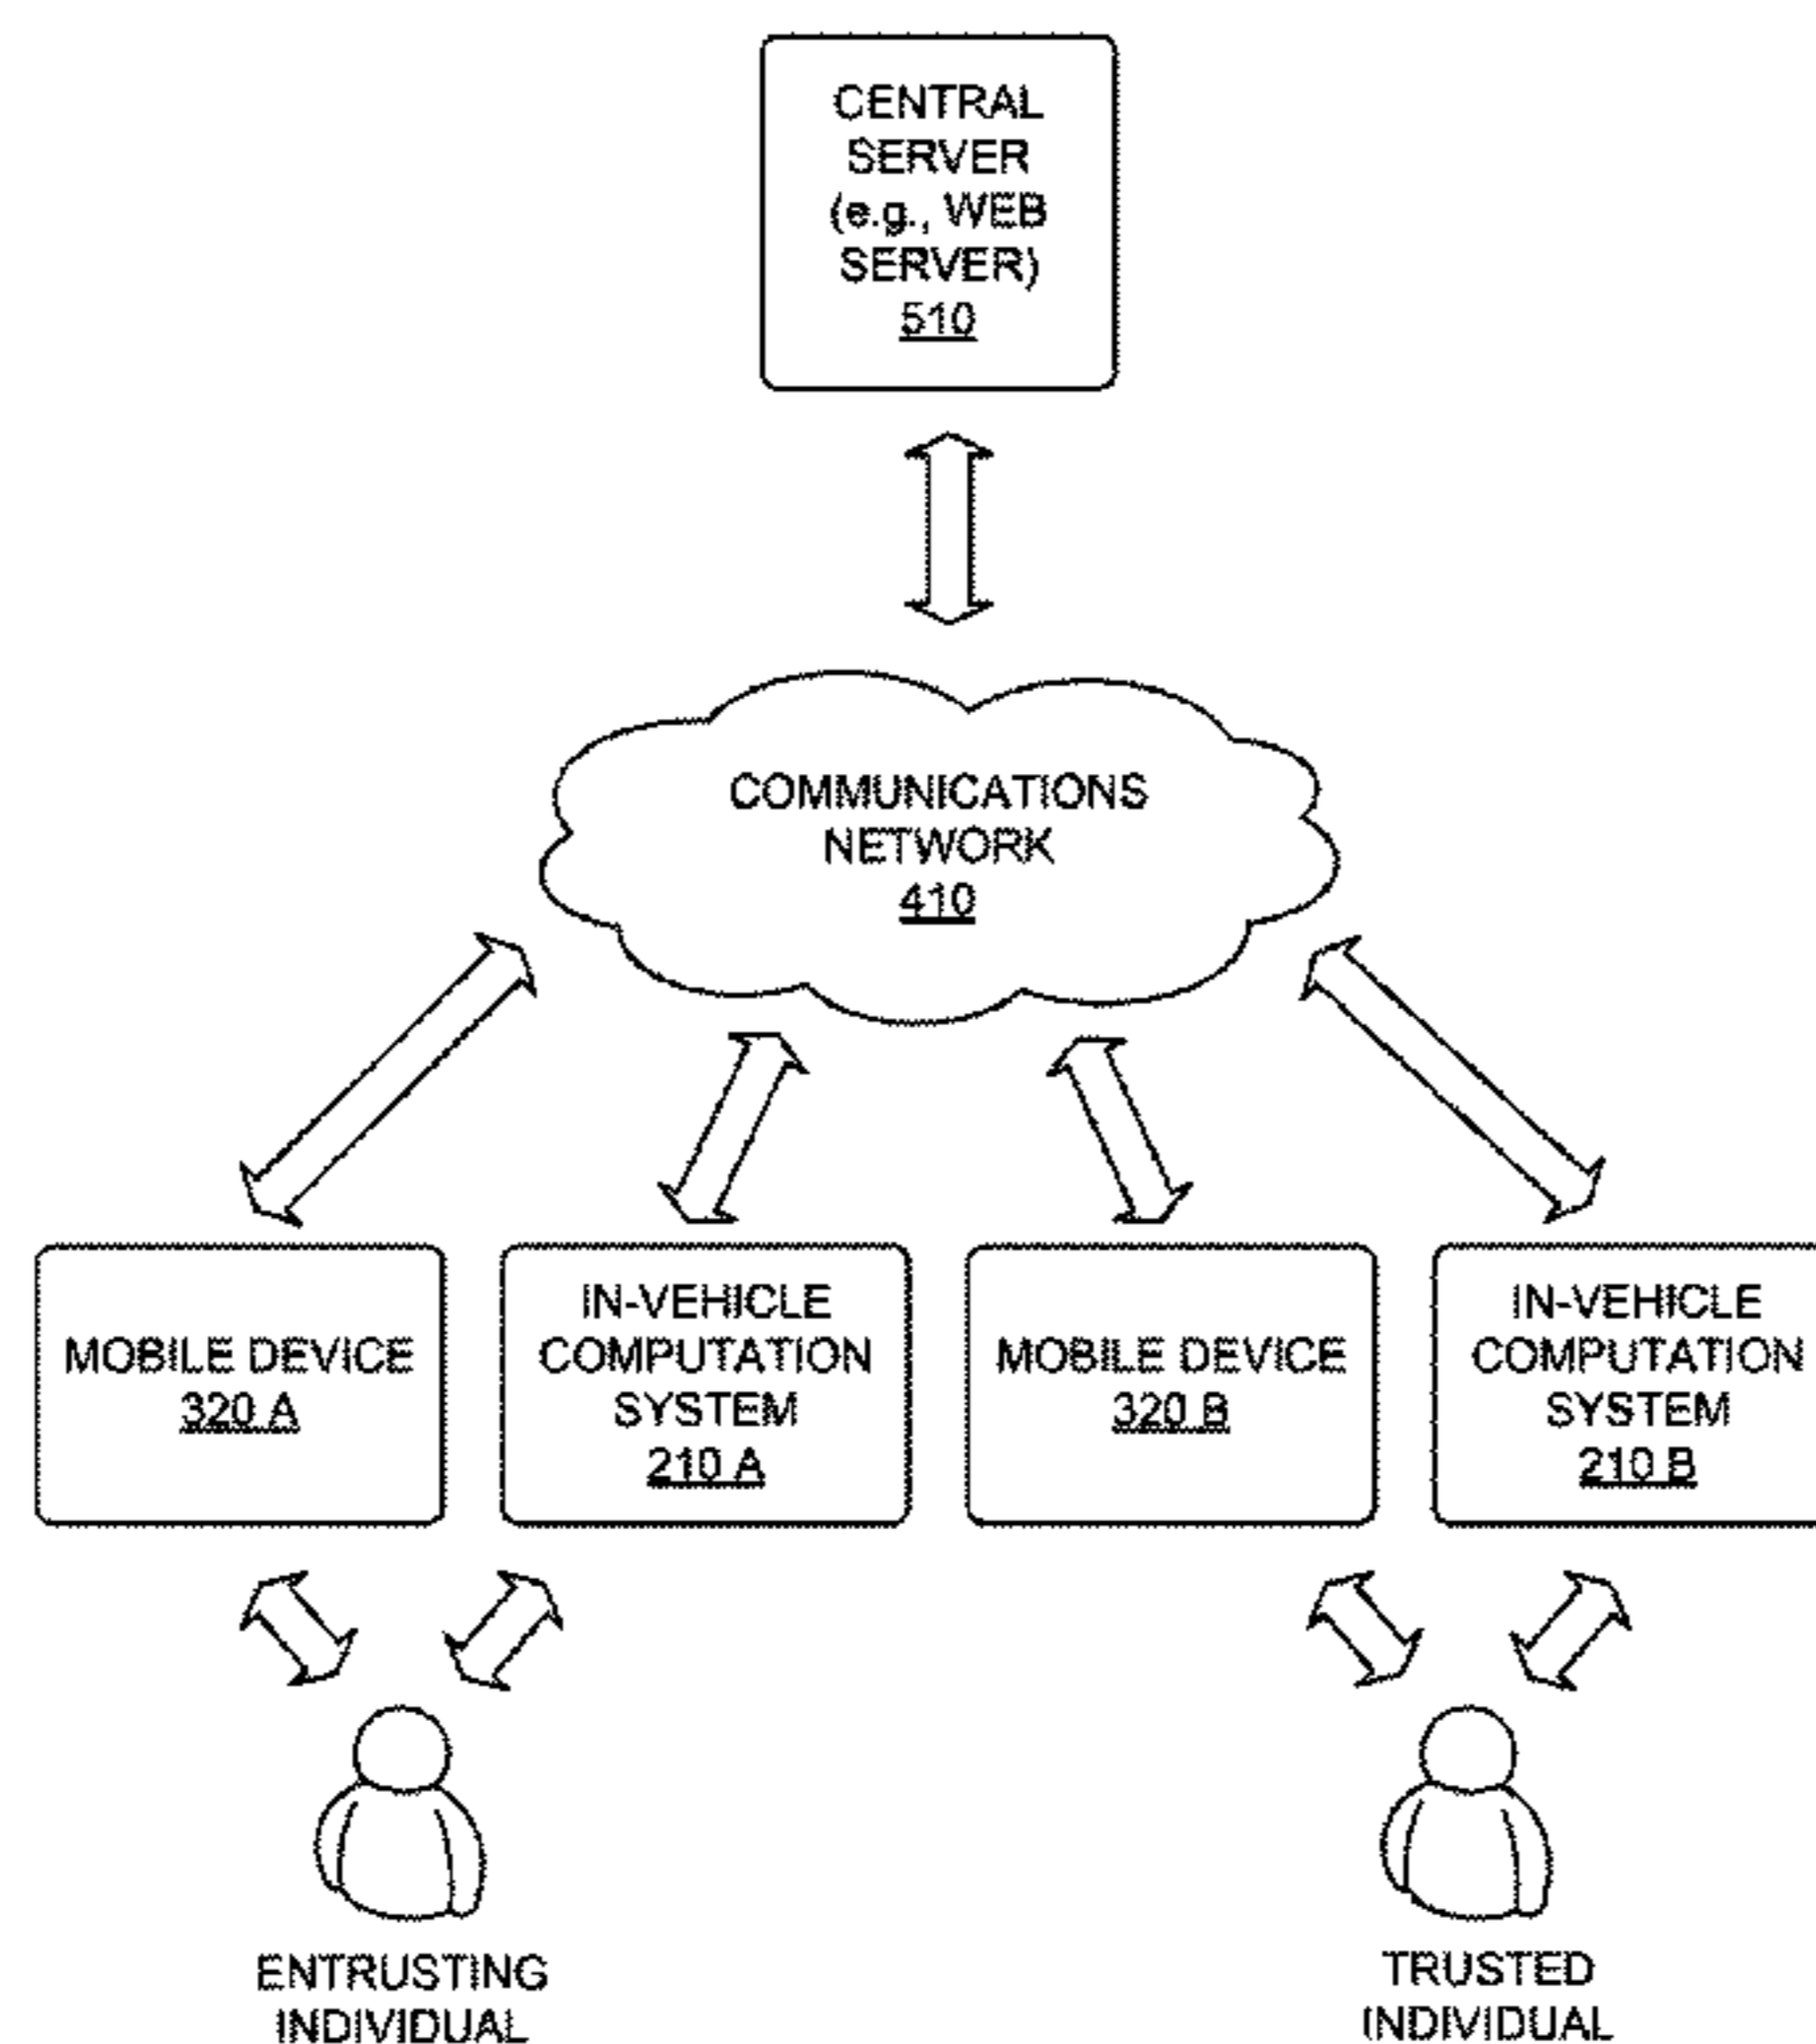 CENTRAL
SERVER
(e.g., WEB
SERVER)
510
COMMUNICATIONS
NETWORK
410
MOBILE DEVICE
320 A
IN-VEHICLE
COMPUTATION
SYSTEM
210 A
MOBILE DEVICE
320 B
IN-VEHICLE
COMPUTATION
SYSTEM
210 B
ENTRUSTING
INDIVIDUAL
TRUSTED
INDIVIDUAL